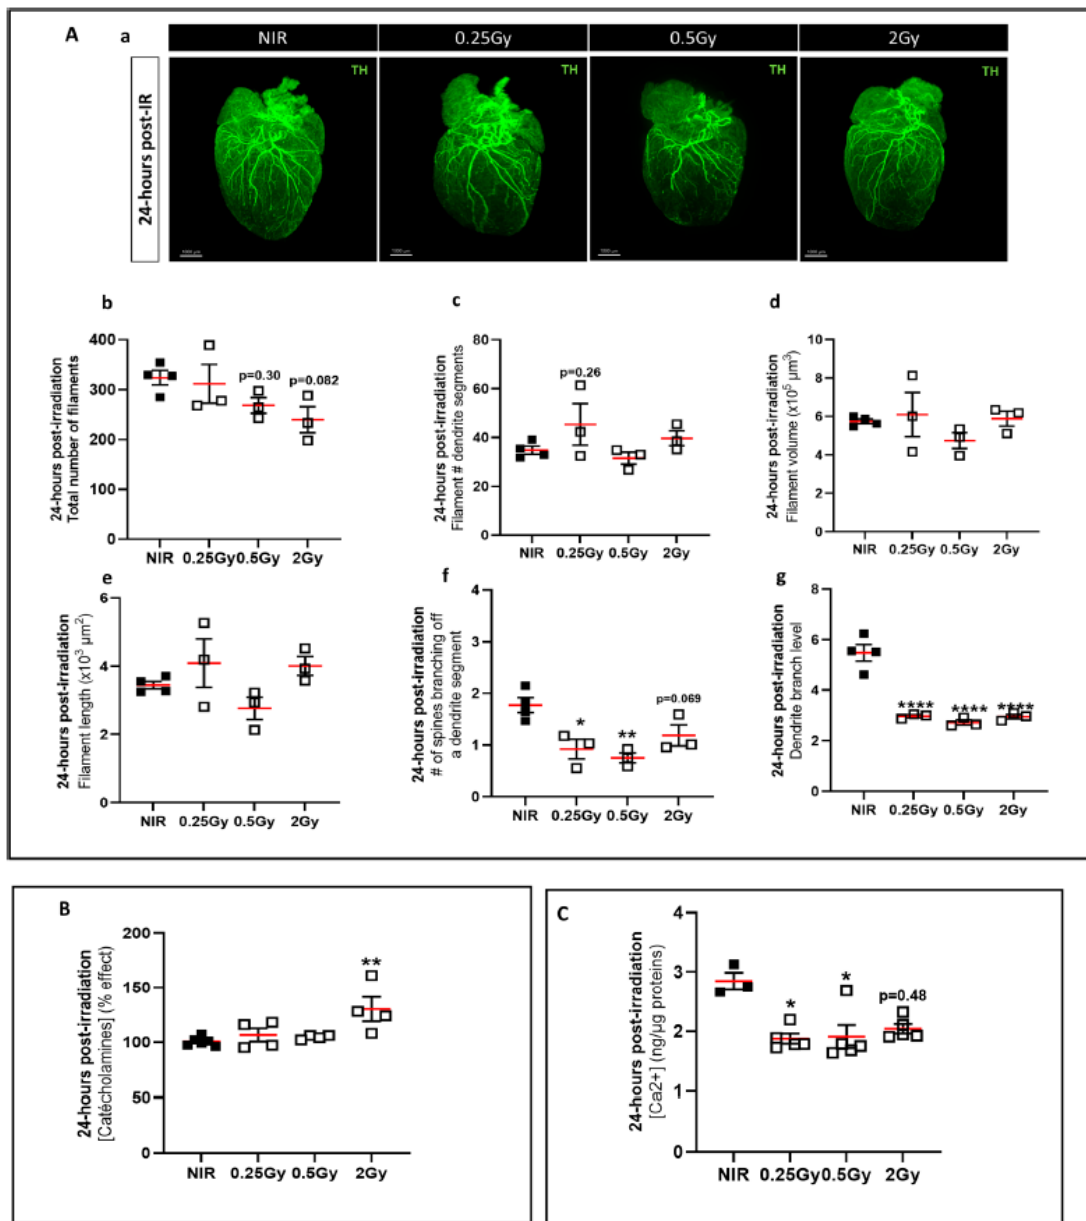 A
a
NIR
0.25Gy
0.5Gy
2Gy
24-hours post-IR
TH
TH
TH
TH
b
24-hours post-irradiation
Total number of filaments
400
300
200
100
0
p=0.30
p=0.082
NIR
0.25Gy
0.5Gy
2Gy
c
24-hours post-irradiation
Filament # dendrite segments
80
60
40
20
0
p=0.26
NIR
0.25Gy
0.5Gy
2Gy
d
24-hours post-irradiation
Filament volume (x10⁵ µm³)
10
8
6
4
2
0
NIR
0.25Gy
0.5Gy
2Gy
e
24-hours post-irradiation
Filament length (x10³ µm²)
6
4
2
0
NIR
0.25Gy
0.5Gy
2Gy
f
24-hours post-irradiation
# of spines branching off
a dendrite segment
4
3
2
1
0
*
**
p=0.069
NIR
0.25Gy
0.5Gy
2Gy
g
24-hours post-irradiation
Dendrite branch level
8
6
4
2
0
****
****
****
NIR
0.25Gy
0.5Gy
2Gy
B
24-hours post-irradiation
[Catécholamines] (% effect)
200
150
100
50
0
**
NIR
0.25Gy
0.5Gy
2Gy
C
24-hours post-irradiation
[Ca2+] (ng/µg proteins)
4
3
2
1
0
*
*
p=0.48
NIR
0.25Gy
0.5Gy
2Gy